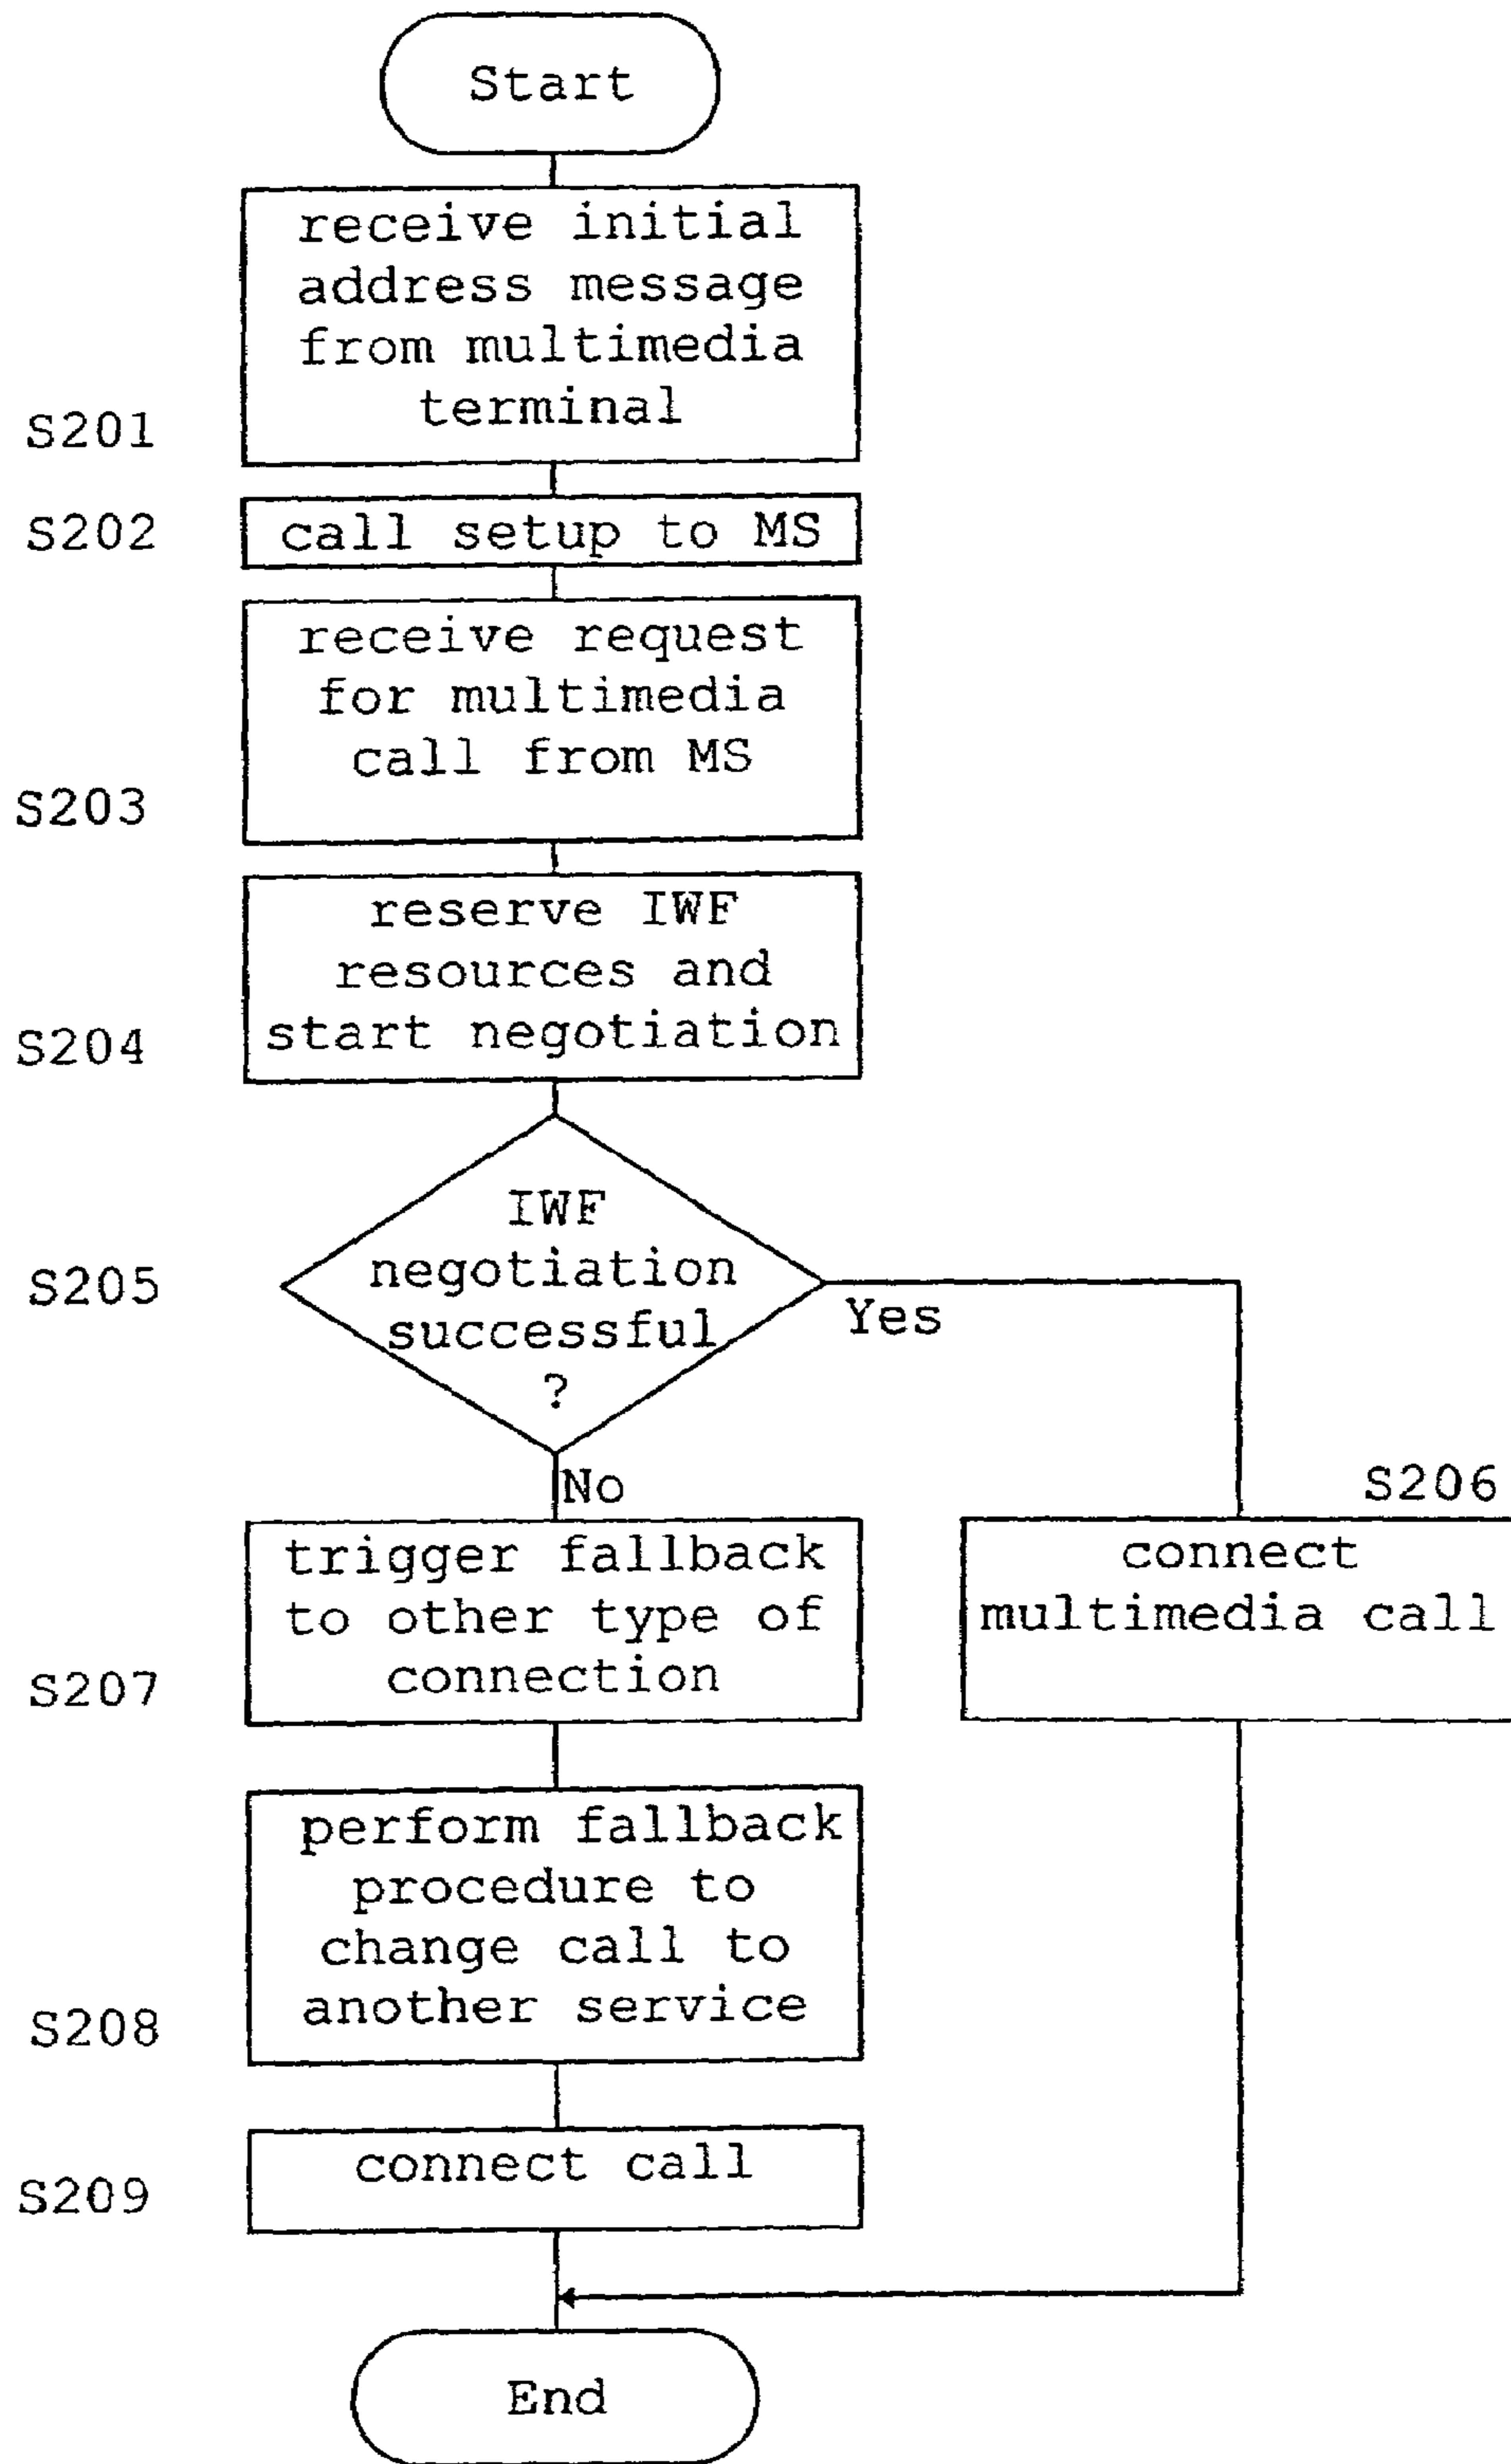 Start
receive initial
address message
from multimedia
terminal
S201
S202
call setup to MS
receive request
for multimedia
call from MS
S203
reserve IWF
resources and
start negotiation
S204
IWF
negotiation
successful
?
S205
Yes
No
S206
connect
multimedia call
trigger fallback
to other type of
connection
S207
perform fallback
procedure to
change call to
another service
S208
connect call
S209
End